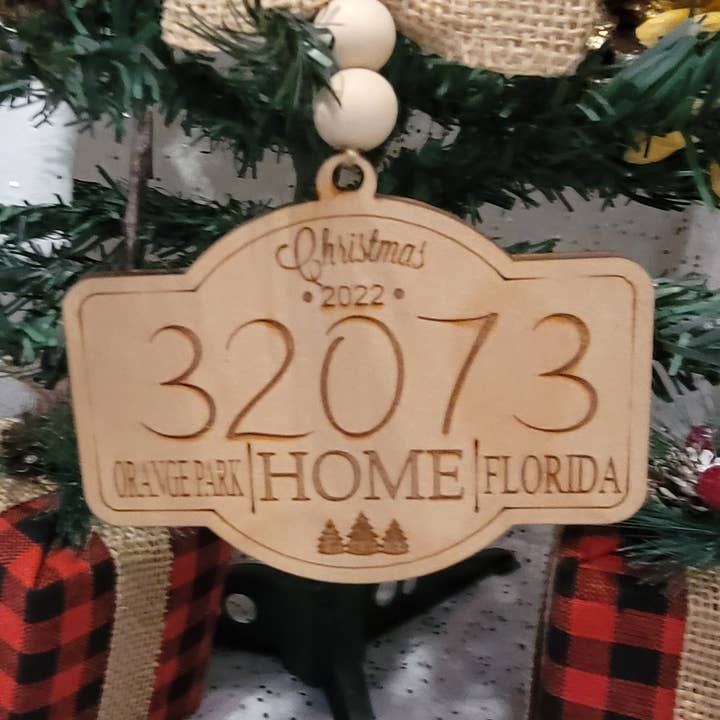 Christmas
• 2022 •
32073
ORANGE PARK | HOME | FLORIDA